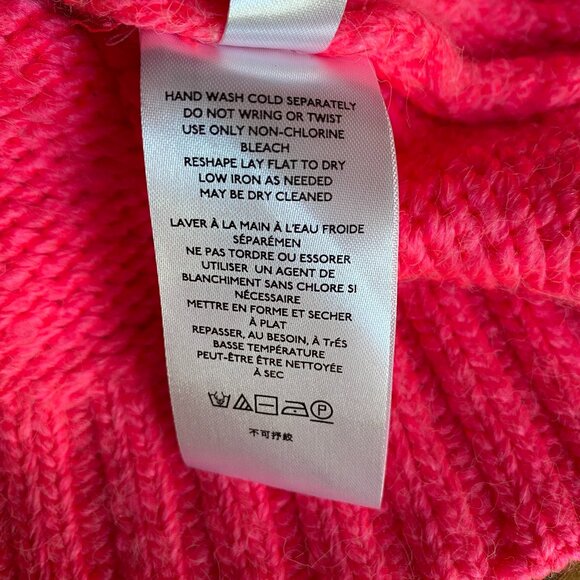 HAND WASH COLD SEPARATELY
DO NOT WRING OR TWIST
USE ONLY NON-CHLORINE
BLEACH
RESHAPE LAY FLAT TO DRY
LOW IRON AS NEEDED
MAY BE DRY CLEANED
LAVER À LA MAIN À L'EAU FROIDE
SÉPARÉMEN
NE PAS TORDRE OU ESSORER
UTILISER UN AGENT DE
BLANCHIMENT SANS CHLORE SI
NÉCESSAIRE
METTRE EN FORME ET SECHER
À PLAT
REPASSER, AU BESOIN, À TrÉS
BASSE TEMPÉRATURE
PEUT-ÊTRE ÊTRE NETTOYÉE
À SEC
P
不可抒絞